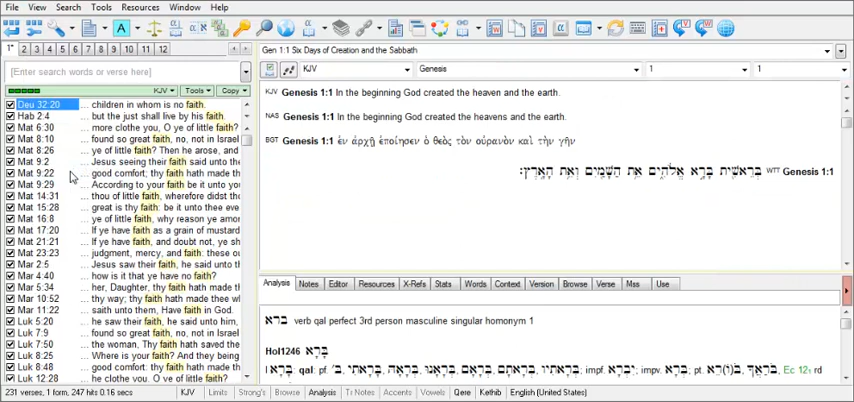 File View Search Tools Resources Window Help
1* 2 3 4 5 6 7 8 9 10 11 12
[Enter search words or verse here]
KJV Tools Copy
Deu 32:20 ... children in whom is no faith.
Hab 2:4 ... but the just shall live by his faith.
Mat 6:30 ... more clothe you, O ye of little faith?
Mat 8:10 ... found so great faith, no, not in Israel
Mat 8:26 ... ye of little faith? Then he arose, and
Mat 9:2 ... Jesus seeing their faith said unto the
Mat 9:22 ... good comfort; thy faith hath made the
Mat 9:29 ... According to your faith be it unto you
Mat 14:31 ... thou of little faith, wherefore didst thou
Mat 15:28 ... great is thy faith: be it unto thee eve
Mat 16:8 ... ye of little faith, why reason ye amor
Mat 17:20 ... If ye have faith as a grain of mustard
Mat 21:21 ... If ye have faith, and doubt not, ye sh
Mat 23:23 ... judgment, mercy, and faith: these ou
Mar 2:5 ... Jesus saw their faith, he said unto th
Mar 4:40 ... how is it that ye have no faith?
Mar 5:34 ... her, Daughter, thy faith hath made the
Mar 10:52 ... thy way; thy faith hath made thee w
Mar 11:22 ... saith unto them, Have faith in God.
Luk 5:20 ... he saw their faith, he said unto him,
Luk 7:9 ... found so great faith, no, not in Israel
Luk 7:50 ... the woman, Thy faith hath saved the
Luk 8:25 ... Where is your faith? And they being
Luk 8:48 ... good comfort: thy faith hath made the
Luk 12:28 ... he clothe you, O ye of little faith?
Gen 1:1 Six Days of Creation and the Sabbath
KJV Genesis 1 1
KJV Genesis 1:1 In the beginning God created the heaven and the earth.
NAS Genesis 1:1 In the beginning God created the heavens and the earth.
BGT Genesis 1:1 ἐν ἀρχῇ ἐποίησεν ὁ θεὸς τὸν οὐρανὸν καὶ τὴν γῆν
WTT Genesis 1:1 בְּרֵאשִׁ֖ית בָּרָ֣א אֱלֹהִ֑ים אֵ֥ת הַשָּׁמַ֖יִם וְאֵ֥ת הָאָֽרֶץ׃
Analysis Notes Editor Resources X-Refs Stats Words Context Version Browse Verse Mss Use
ברא verb qal perfect 3rd person masculine singular homonym 1
Hol1246 בָּרָא
qal: pf. impf. impv. pt. Ec 12:1 rd
231 verses, 1 form, 247 hits 0.16 secs KJV Limits Strong's Browse Analysis Tr Notes Accents Vowels Qere Kethib English (United States)